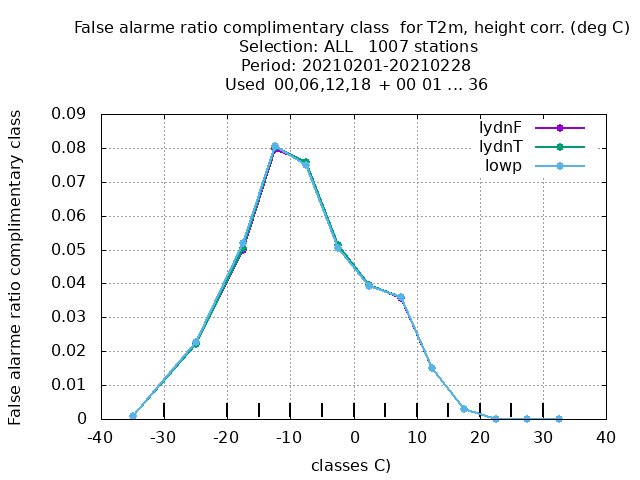 False alarme ratio complimentary class  for T2m, height corr. (deg C)
Selection: ALL   1007 stations
Period: 20210201-20210228
Used  00,06,12,18 + 00 01 ... 36
False alarme ratio complimentary class
0.09
0.08
0.07
0.06
0.05
0.04
0.03
0.02
0.01
0
lydnF
lydnT
lowp
-40 -30 -20 -10 0 10 20 30 40
classes C)